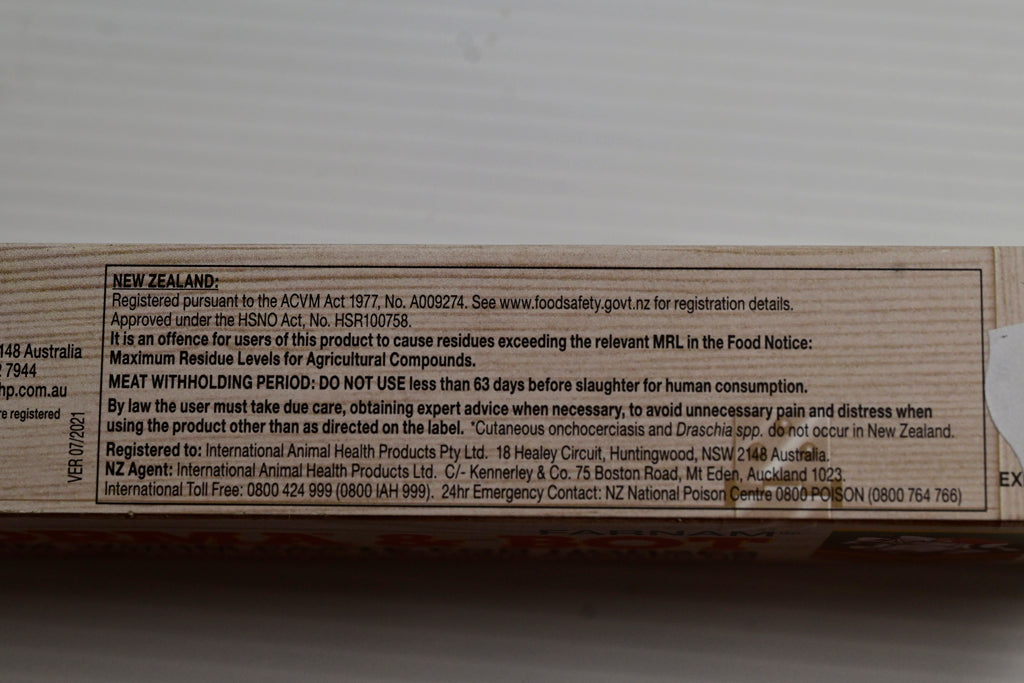 NEW ZEALAND:
Registered pursuant to the ACVM Act 1977, No. A009274. See www.foodsafety.govt.nz for registration details.
Approved under the HSNO Act, No. HSR100758.
It is an offence for users of this product to cause residues exceeding the relevant MRL in the Food Notice:
Maximum Residue Levels for Agricultural Compounds.
MEAT WITHHOLDING PERIOD: DO NOT USE less than 63 days before slaughter for human consumption.
By law the user must take due care, obtaining expert advice when necessary, to avoid unnecessary pain and distress when
using the product other than as directed on the label. *Cutaneous onchocerciasis and Draschia spp. do not occur in New Zealand.
Registered to: International Animal Health Products Pty Ltd. 18 Healey Circuit, Huntingwood, NSW 2148 Australia.
NZ Agent: International Animal Health Products Ltd. C/- Kennerley & Co. 75 Boston Road, Mt Eden, Auckland 1023.
International Toll Free: 0800 424 999 (0800 IAH 999). 24hr Emergency Contact: NZ National Poison Centre 0800 POISON (0800 764 766)
148 Australia
7944
hp.com.au
re registered
VER 07/2021
EX
FARNAM
& BOT